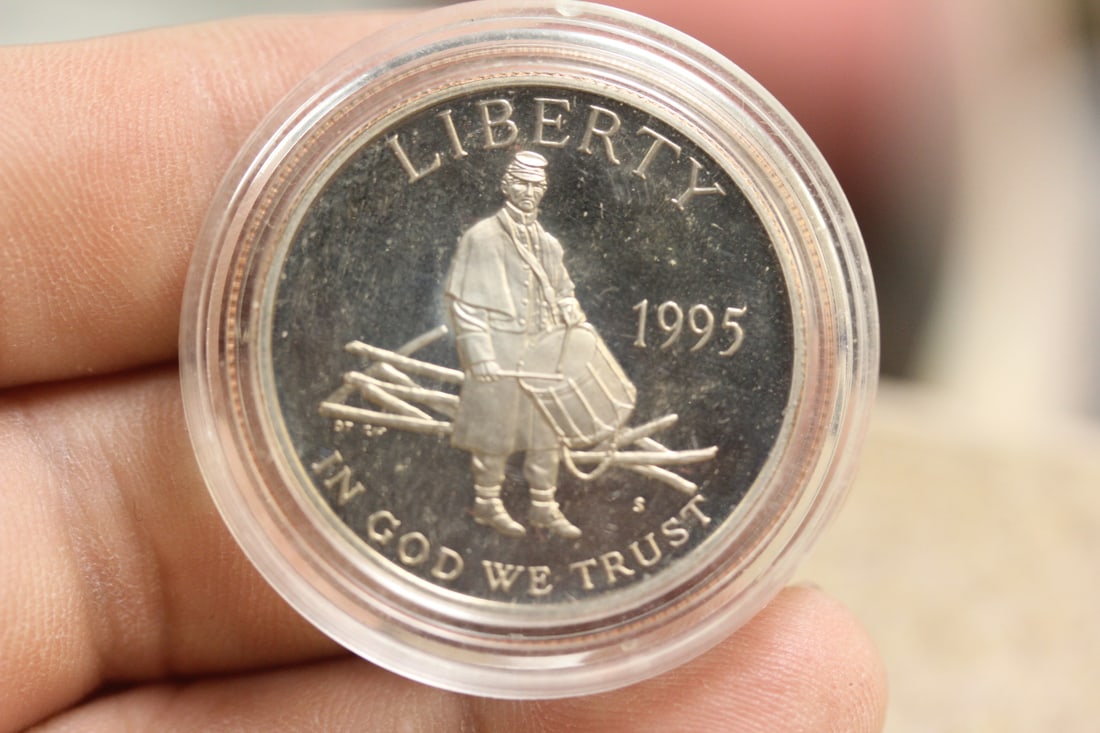 LIBERTY
1995
S
IN GOD WE TRUST